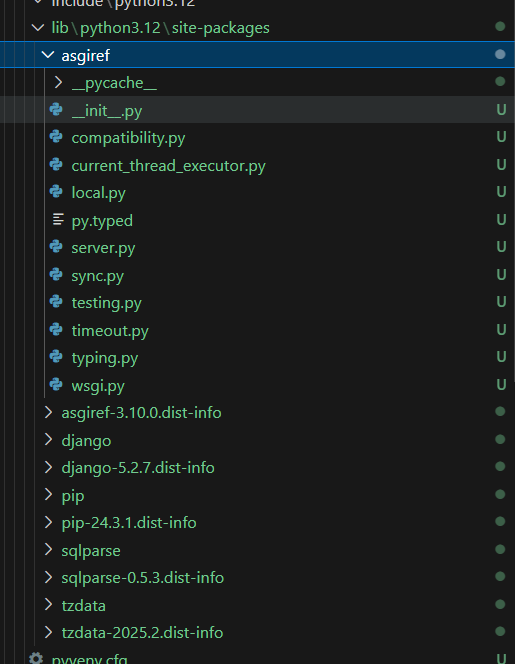 include\python3.12
lib\python3.12\site-packages
asgiref
__pycache__
__init__.py U
compatibility.py U
current_thread_executor.py U
local.py U
py.typed U
server.py U
sync.py U
testing.py U
timeout.py U
typing.py U
wsgi.py U
asgiref-3.10.0.dist-info
django
django-5.2.7.dist-info
pip
pip-24.3.1.dist-info
sqlparse
sqlparse-0.5.3.dist-info
tzdata
tzdata-2025.2.dist-info
pyvenv.cfg U